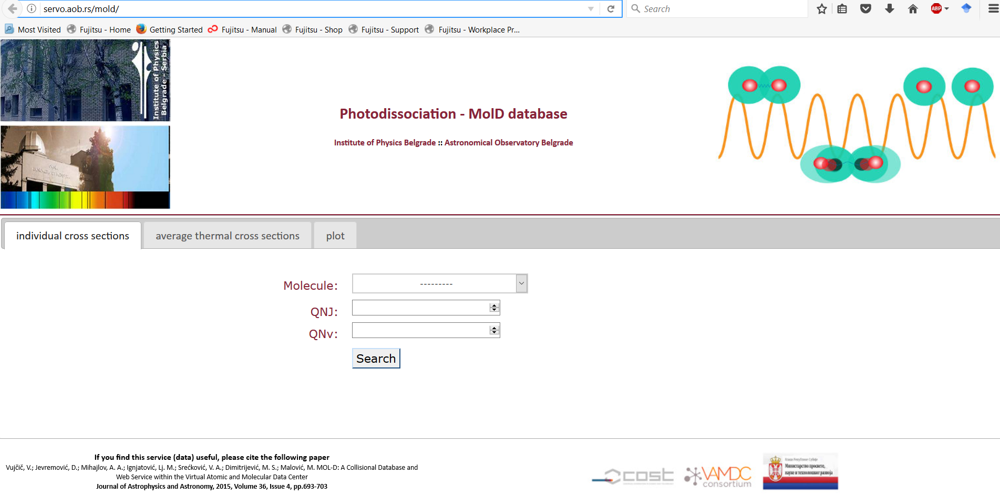 servo.aob.rs/mold/
Search
ABP
Most Visited
Fujitsu - Home
Getting Started
Fujitsu - Manual
Fujitsu - Shop
Fujitsu - Support
Fujitsu - Workplace Pr...
Institute of Physics
Belgrade - Serbia
Photodissociation - MolD database
Institute of Physics Belgrade :: Astronomical Observatory Belgrade
individual cross sections
average thermal cross sections
plot
Molecule:
---------
QNJ:
QNv:
Search
If you find this service (data) useful, please cite the following paper
Vujčič, V.; Jevremović, D.; Mihajlov, A. A.; Ignjatović, Lj. M.; Srećković, V. A.; Dimitrijević, M. S.; Malović, M. MOL-D: A Collisional Database and
Web Service within the Virtual Atomic and Molecular Data Center
Journal of Astrophysics and Astronomy, 2015, Volume 36, Issue 4, pp.693-703
cost
VAMDC
consortium
Влада Републике Србије
Министарство просвете,
науке и технолошког развоја